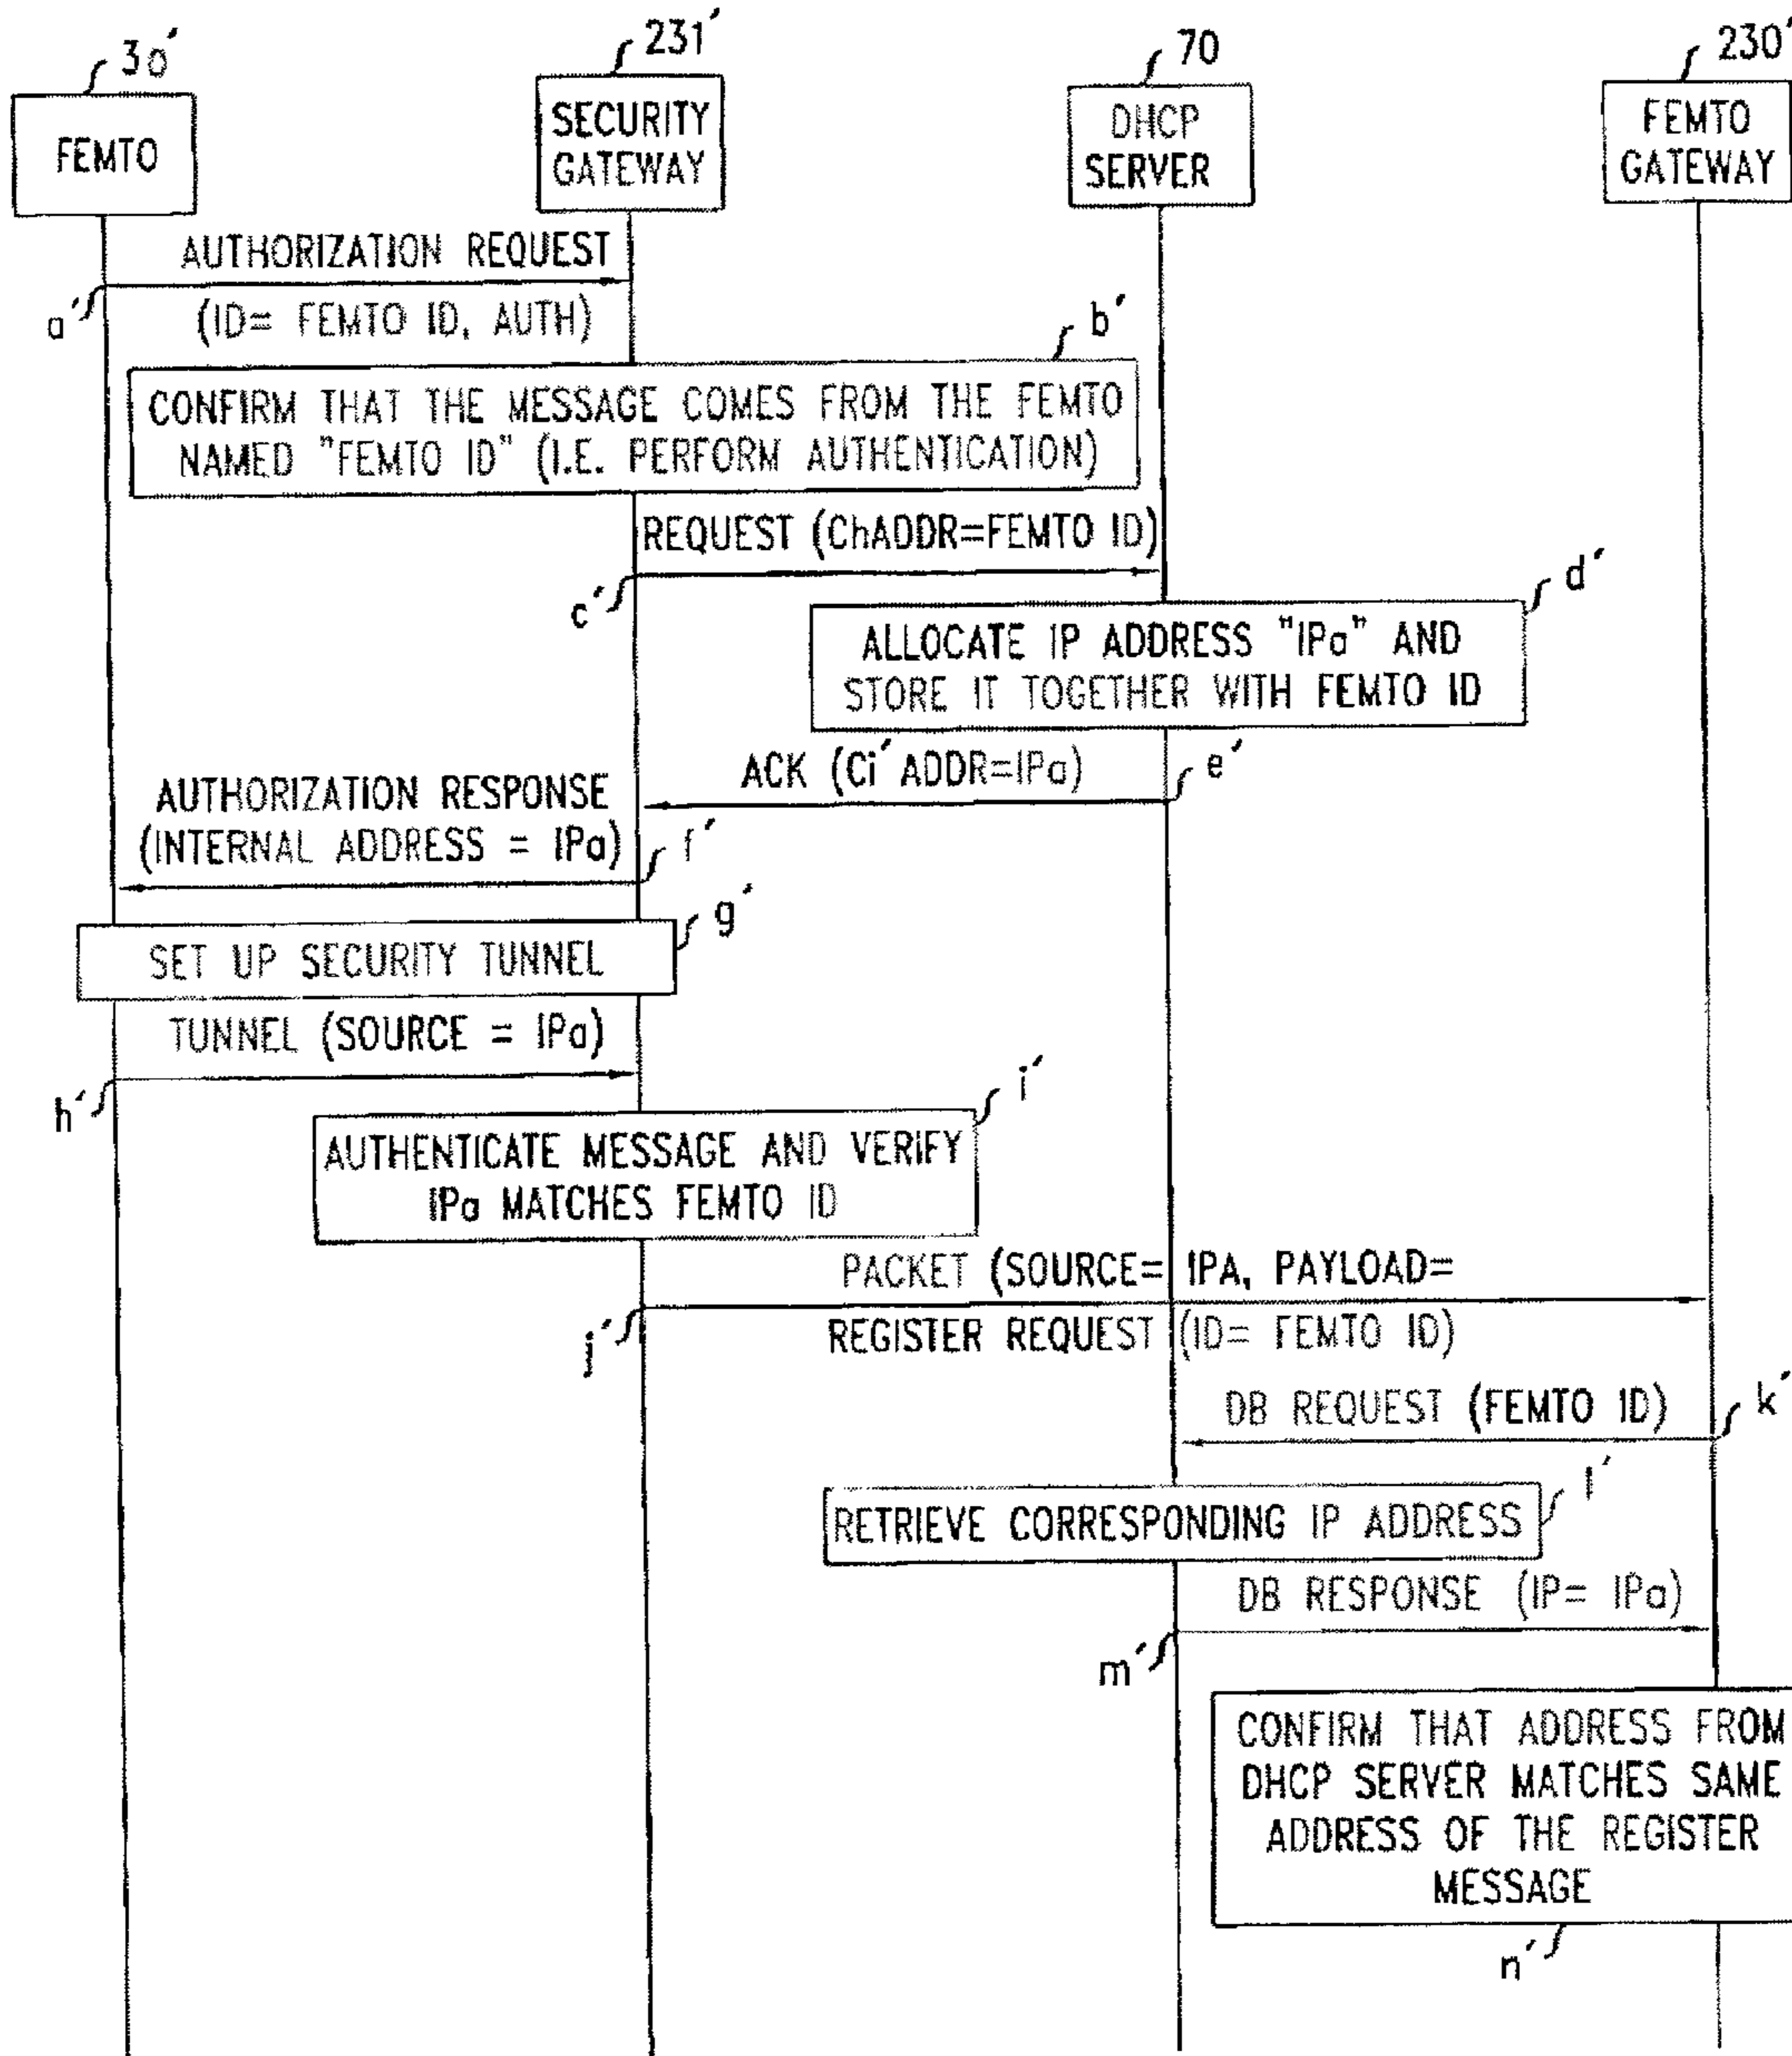 30′
231′
70
230′
FEMTO
SECURITY
GATEWAY
DHCP
SERVER
FEMTO
GATEWAY
AUTHORIZATION REQUEST
a′
(ID= FEMTO ID, AUTH)
b′
CONFIRM THAT THE MESSAGE COMES FROM THE FEMTO
NAMED "FEMTO ID" (I.E. PERFORM AUTHENTICATION)
REQUEST (ChADDR=FEMTO ID)
c′
d′
ALLOCATE IP ADDRESS "IPa" AND
STORE IT TOGETHER WITH FEMTO ID
ACK (Ci′ ADDR=IPa)
e′
AUTHORIZATION RESPONSE
(INTERNAL ADDRESS = IPa)
f′
g′
SET UP SECURITY TUNNEL
TUNNEL (SOURCE = IPa)
h′
i′
AUTHENTICATE MESSAGE AND VERIFY
IPa MATCHES FEMTO ID
PACKET (SOURCE= IPA, PAYLOAD=
j′
REGISTER REQUEST (ID= FEMTO ID)
DB REQUEST (FEMTO ID)
k′
l′
RETRIEVE CORRESPONDING IP ADDRESS
DB RESPONSE (IP= IPa)
m′
CONFIRM THAT ADDRESS FROM
DHCP SERVER MATCHES SAME
ADDRESS OF THE REGISTER
MESSAGE
n′